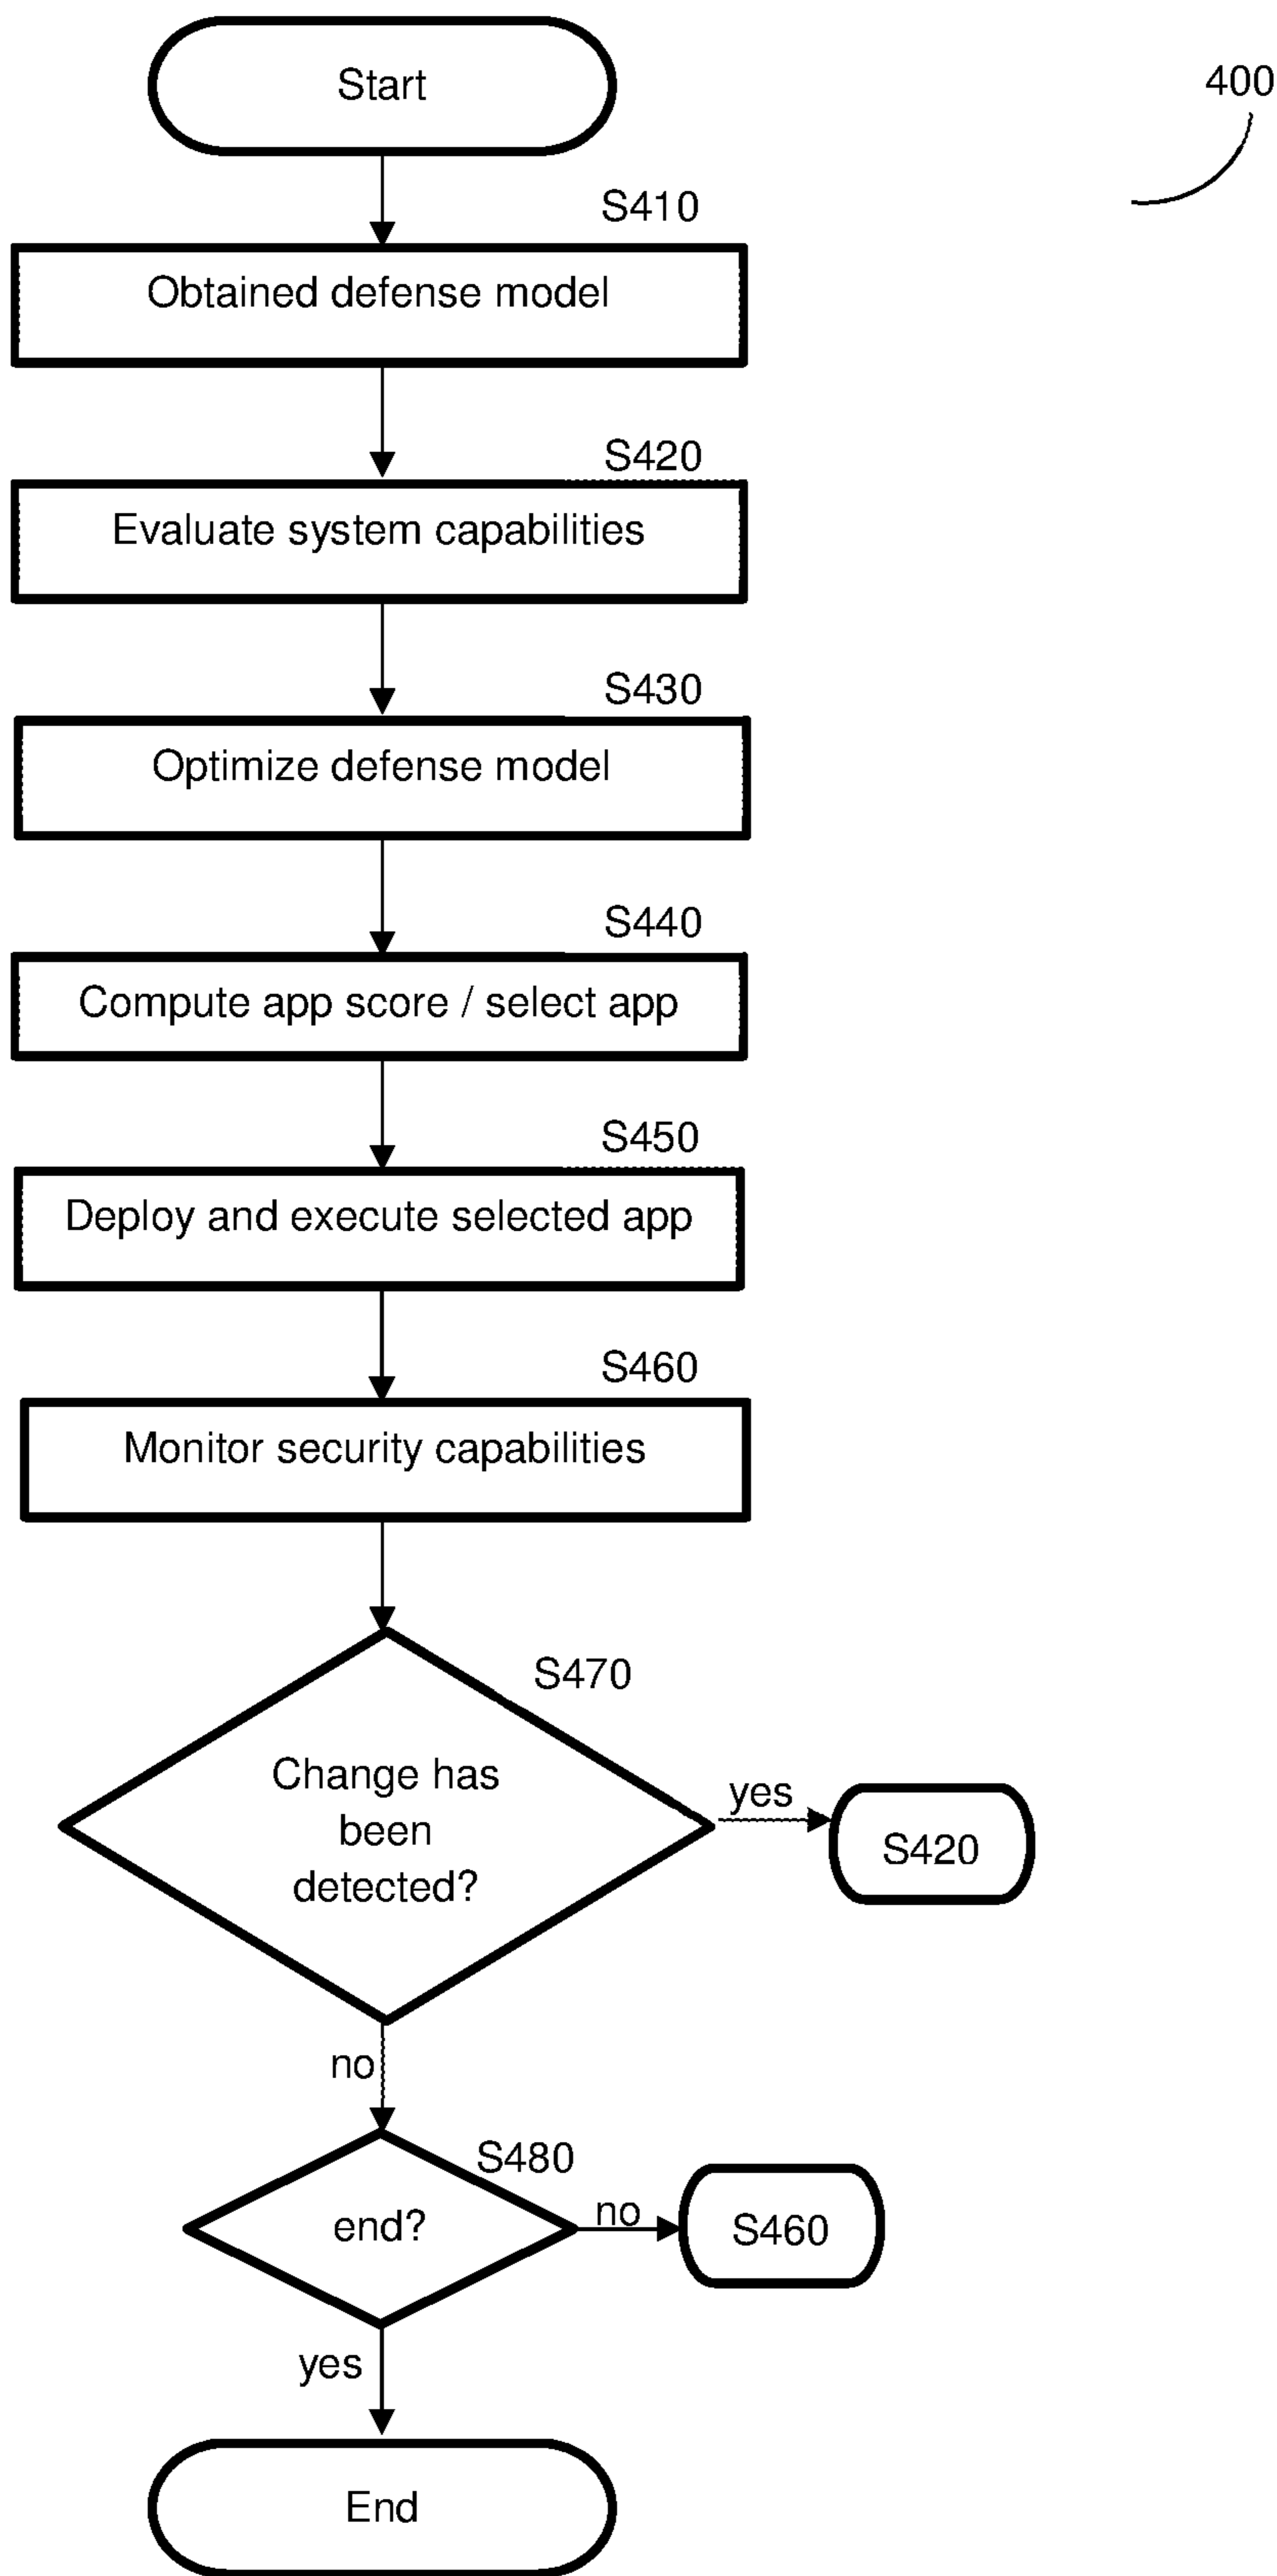 Start
400
S410
Obtained defense model
S420
Evaluate system capabilities
S430
Optimize defense model
S440
Compute app score / select app
S450
Deploy and execute selected app
S460
Monitor security capabilities
S470
Change has
been
detected?
yes
S420
no
S480
end?
no
S460
yes
End